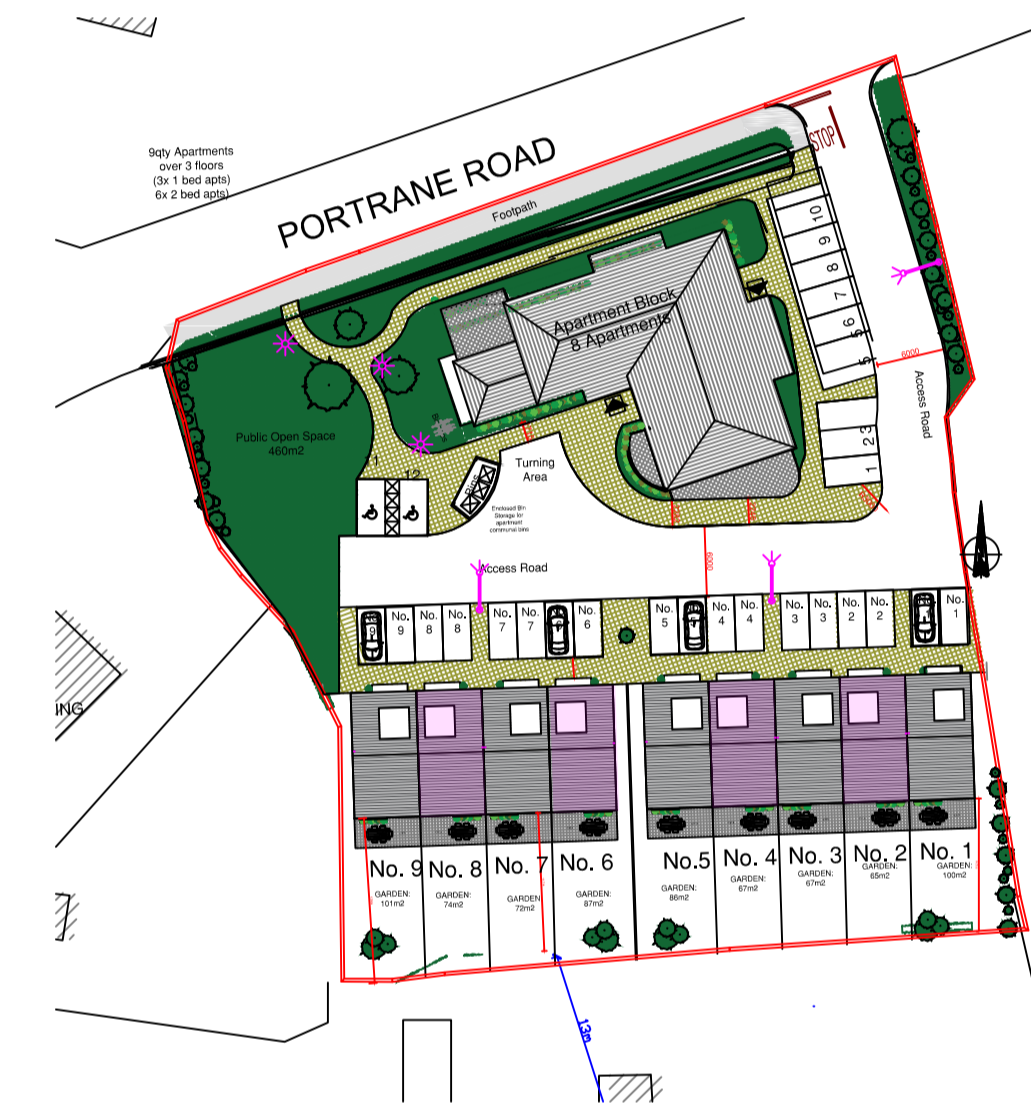 9qty Apartments
over 3 floors
(3x 1 bed apts)
6x 2 bed apts)
PORTRANE ROAD
Footpath
STOP
Apartment Block
8 Apartments
10
9
8
7
6
5
5
3
2
1
6000
Access Road
Public Open Space
460m2
11
12
Bins
Turning
Area
Enclosed Bin
Storage for
apartment
communal bins
Access Road
6000
No.
9
No.
8
No.
8
No.
7
No.
7
No.
6
No.
5
No.
4
No.
4
No.
3
No.
3
No.
2
No.
2
No.
1
ING
No. 9
GARDEN:
101m2
No. 8
GARDEN:
74m2
No. 7
GARDEN:
72m2
No. 6
GARDEN:
87m2
No.5
GARDEN:
86m2
No. 4
GARDEN:
67m2
No. 3
GARDEN:
67m2
No. 2
GARDEN:
65m2
No. 1
GARDEN:
100m2
13m